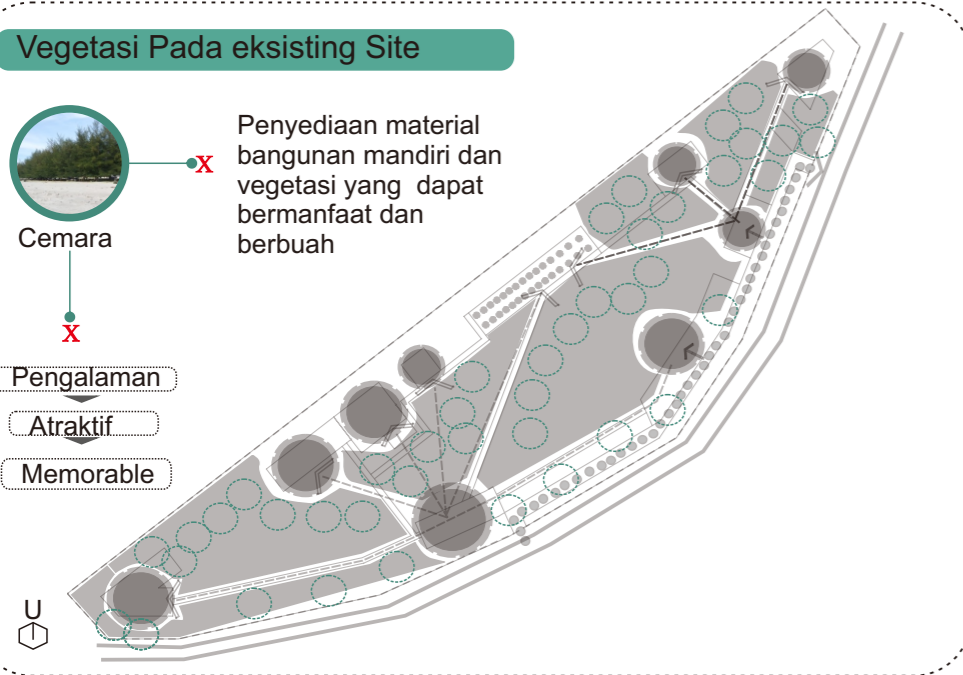 Vegetasi Pada eksisting Site
Penyediaan material
bangunan mandiri dan
vegetasi yang dapat
bermanfaat dan
berbuah
X
Cemara
X
Pengalaman
Atraktif
Memorable
U